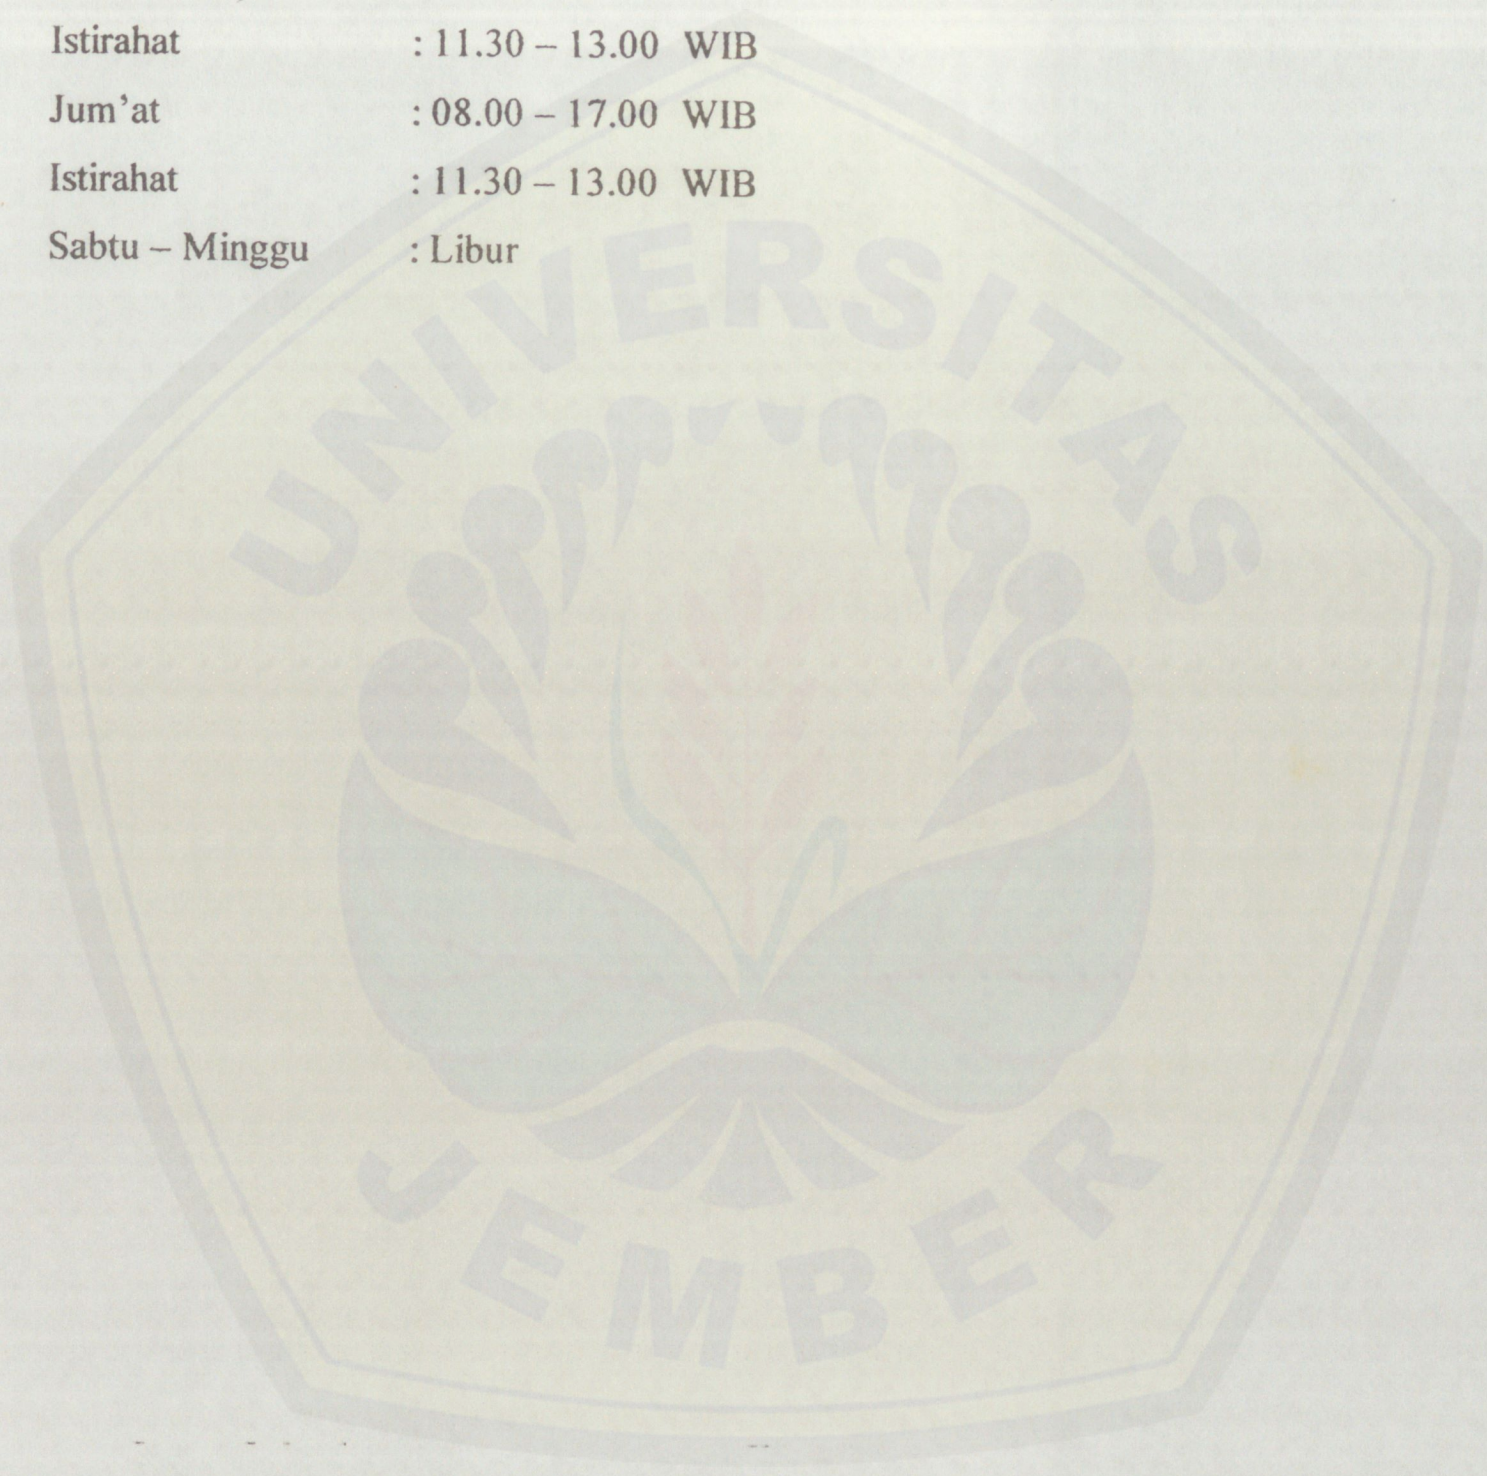 Istirahat : 11.30 – 13.00 WIB
Jum'at : 08.00 – 17.00 WIB
Istirahat : 11.30 – 13.00 WIB
Sabtu – Minggu : Libur
UNIVERSITAS
JEMBER